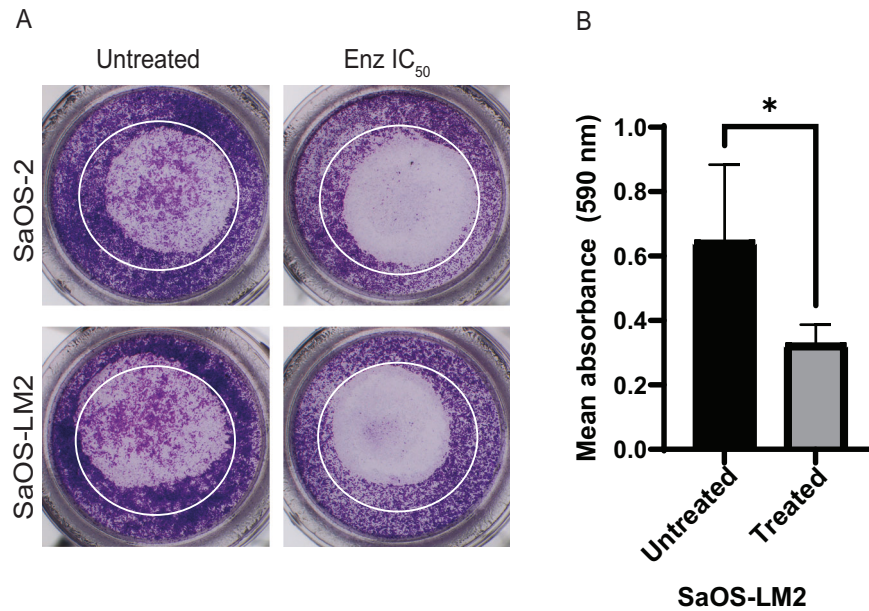 A
Untreated
Enz IC50
SaOS-2
SaOS-LM2
B
*
Mean absorbance (590 nm)
1.0
0.8
0.6
0.4
0.2
0.0
Untreated
Treated
SaOS-LM2